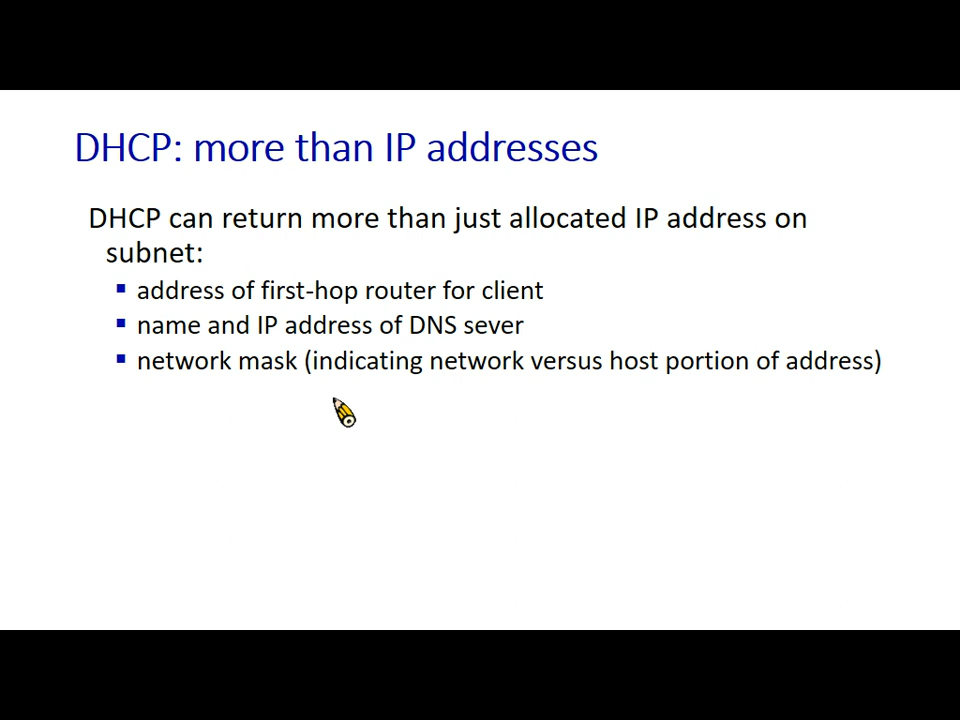 DHCP: more than IP addresses
DHCP can return more than just allocated IP address on
subnet:
▪ address of first-hop router for client
▪ name and IP address of DNS sever
▪ network mask (indicating network versus host portion of address)